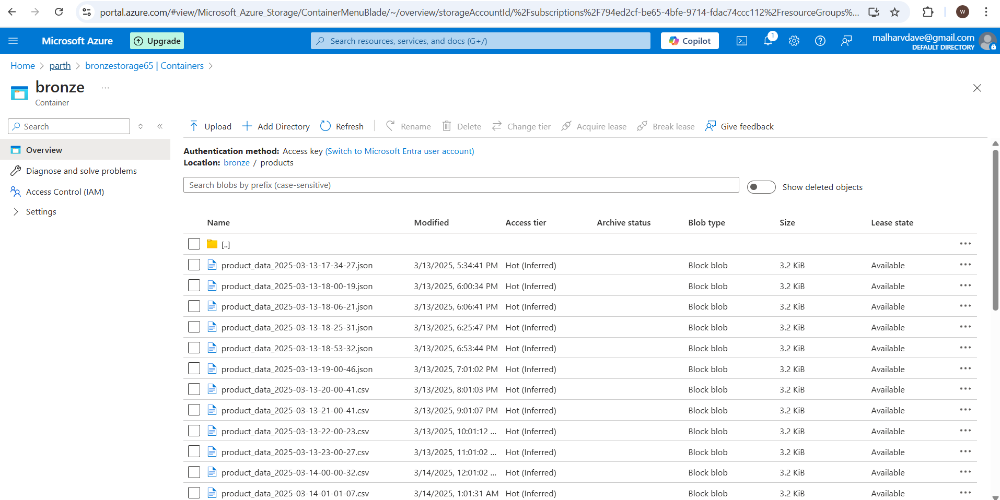 portal.azure.com/#view/Microsoft_Azure_Storage/ContainerMenuBlade/~/overview/storageAccountId/%2Fsubscriptions%2F794ed2cf-be65-4bfe-9714-fdac74ccc112%2FresourceGroups%...
W
Microsoft Azure
Upgrade
Search resources, services, and docs (G+/)
Copilot
1
malharvdave@gmail.com
DEFAULT DIRECTORY
Home > parth > bronzestorage65 | Containers >
bronze ...
Container
Search
Overview
Diagnose and solve problems
Access Control (IAM)
Settings
Upload Add Directory Refresh Rename Delete Change tier Acquire lease Break lease Give feedback
Authentication method: Access key (Switch to Microsoft Entra user account)
Location: bronze / products
Search blobs by prefix (case-sensitive)
Show deleted objects
Name Modified Access tier Archive status Blob type Size Lease state
[..]
product_data_2025-03-13-17-34-27.json 3/13/2025, 5:34:41 PM Hot (Inferred) Block blob 3.2 KiB Available
product_data_2025-03-13-18-00-19.json 3/13/2025, 6:00:34 PM Hot (Inferred) Block blob 3.2 KiB Available
product_data_2025-03-13-18-06-21.json 3/13/2025, 6:06:41 PM Hot (Inferred) Block blob 3.2 KiB Available
product_data_2025-03-13-18-25-31.json 3/13/2025, 6:25:47 PM Hot (Inferred) Block blob 3.2 KiB Available
product_data_2025-03-13-18-53-32.json 3/13/2025, 6:53:44 PM Hot (Inferred) Block blob 3.2 KiB Available
product_data_2025-03-13-19-00-46.json 3/13/2025, 7:01:02 PM Hot (Inferred) Block blob 3.2 KiB Available
product_data_2025-03-13-20-00-41.csv 3/13/2025, 8:01:03 PM Hot (Inferred) Block blob 3.2 KiB Available
product_data_2025-03-13-21-00-41.csv 3/13/2025, 9:01:07 PM Hot (Inferred) Block blob 3.2 KiB Available
product_data_2025-03-13-22-00-23.csv 3/13/2025, 10:01:12 ... Hot (Inferred) Block blob 3.2 KiB Available
product_data_2025-03-13-23-00-27.csv 3/13/2025, 11:01:02 ... Hot (Inferred) Block blob 3.2 KiB Available
product_data_2025-03-14-00-00-32.csv 3/14/2025, 12:01:02 ... Hot (Inferred) Block blob 3.2 KiB Available
product_data_2025-03-14-01-01-07.csv 3/14/2025, 1:01:31 AM Hot (Inferred) Block blob 3.2 KiB Available